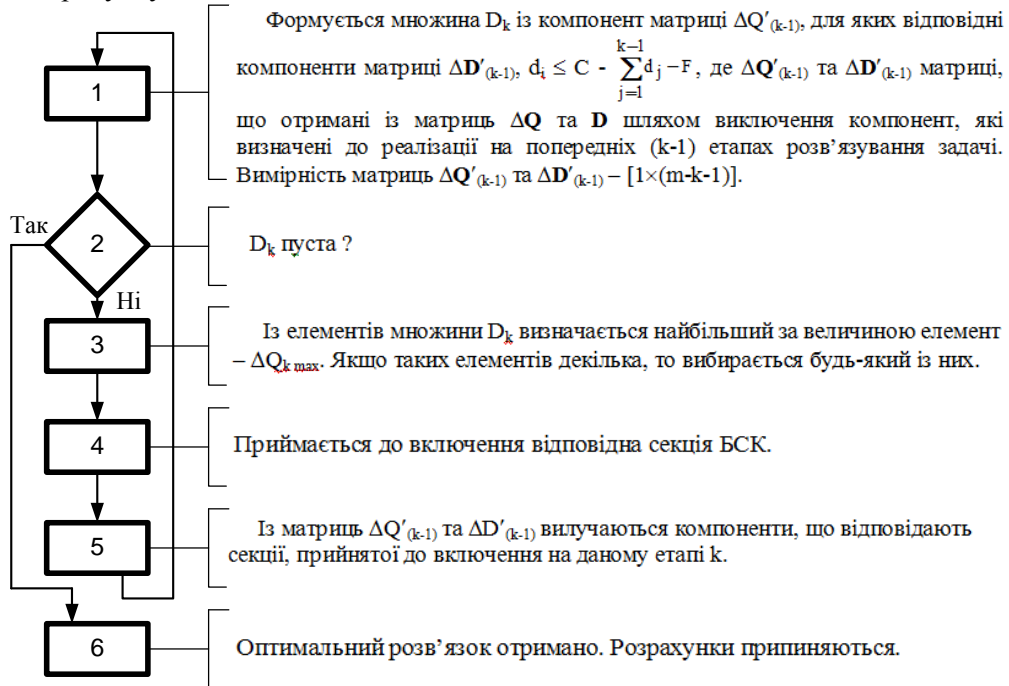 Формується множина Dk із компонент матриці ΔQ′(k-1), для яких відповідні
1
компоненти матриці ΔD′(k-1), di ≤ C - ∑_{j=1}^{k−1} dj − F, де ΔQ′(k-1) та ΔD′(k-1) матриці,
що отримані із матриць ΔQ та D шляхом виключення компонент, які
визначені до реалізації на попередніх (k-1) етапах розв’язування задачі.
Вимірність матриць ΔQ′(k-1) та ΔD′(k-1) – [1×(m-k-1)].
Так
2
Dk пуста ?
Ні
3
Із елементів множини Dk визначається найбільший за величиною елемент
– ΔQk max. Якщо таких елементів декілька, то вибирається будь-який із них.
4
Приймається до включення відповідна секція БСК.
5
Із матриць ΔQ′(k-1) та ΔD′(k-1) вилучаються компоненти, що відповідають
секції, прийнятої до включення на даному етапі k.
6
Оптимальний розв’язок отримано. Розрахунки припиняються.